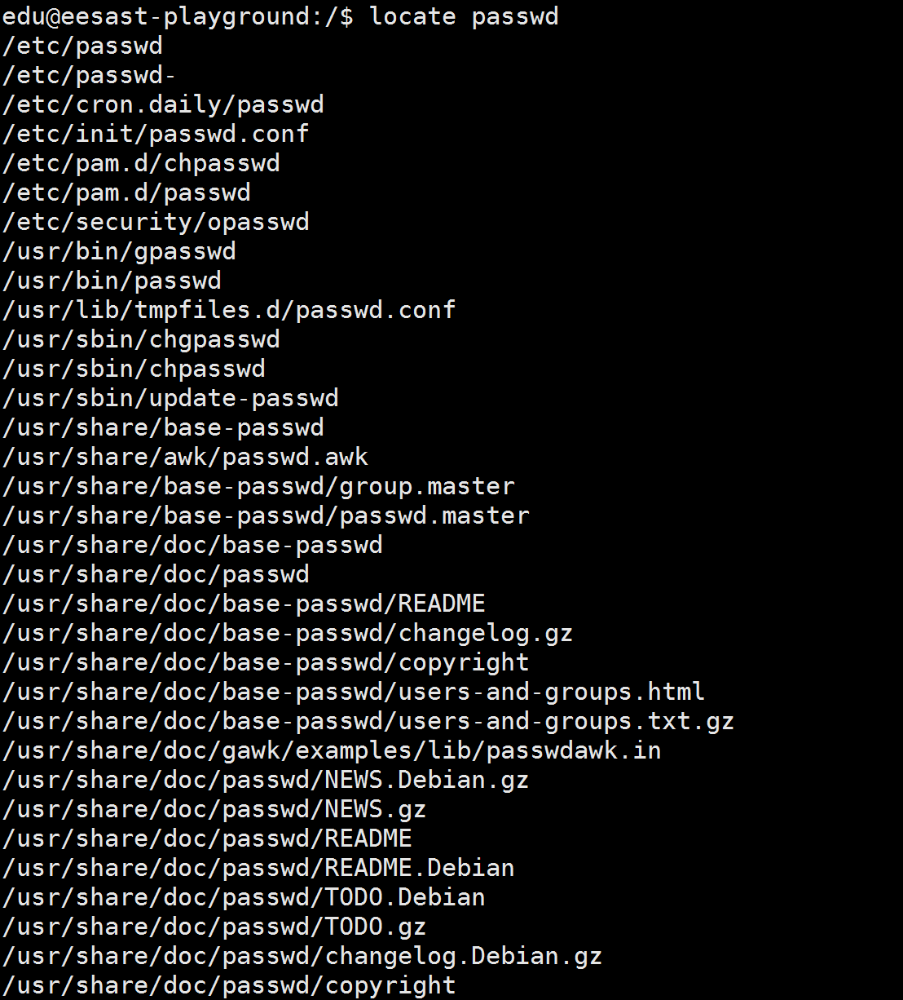 edu@eesast-playground:/$ locate passwd
/etc/passwd
/etc/passwd-
/etc/cron.daily/passwd
/etc/init/passwd.conf
/etc/pam.d/chpasswd
/etc/pam.d/passwd
/etc/security/opasswd
/usr/bin/gpasswd
/usr/bin/passwd
/usr/lib/tmpfiles.d/passwd.conf
/usr/sbin/chgpasswd
/usr/sbin/chpasswd
/usr/sbin/update-passwd
/usr/share/base-passwd
/usr/share/awk/passwd.awk
/usr/share/base-passwd/group.master
/usr/share/base-passwd/passwd.master
/usr/share/doc/base-passwd
/usr/share/doc/passwd
/usr/share/doc/base-passwd/README
/usr/share/doc/base-passwd/changelog.gz
/usr/share/doc/base-passwd/copyright
/usr/share/doc/base-passwd/users-and-groups.html
/usr/share/doc/base-passwd/users-and-groups.txt.gz
/usr/share/doc/gawk/examples/lib/passwdawk.in
/usr/share/doc/passwd/NEWS.Debian.gz
/usr/share/doc/passwd/NEWS.gz
/usr/share/doc/passwd/README
/usr/share/doc/passwd/README.Debian
/usr/share/doc/passwd/TODO.Debian
/usr/share/doc/passwd/TODO.gz
/usr/share/doc/passwd/changelog.Debian.gz
/usr/share/doc/passwd/copyright